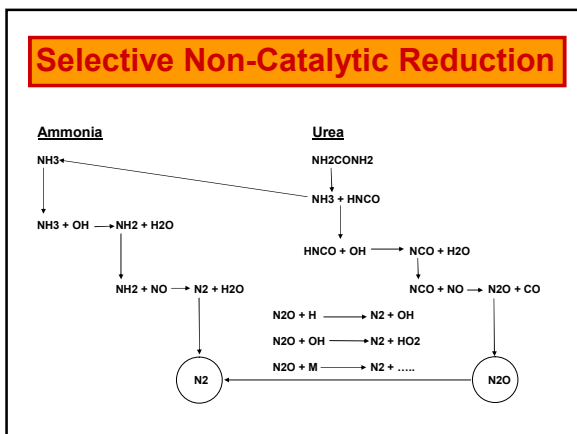 Selective Non-Catalytic Reduction
Ammonia
NH3
NH3 + OH NH2 + H2O
NH2 + NO N2 + H2O
N2
Urea
NH2CONH2
NH3 + HNCO
HNCO + OH NCO + H2O
NCO + NO N2O + CO
N2O + H N2 + OH
N2O + OH N2 + HO2
N2O + M N2 + .....
N2O